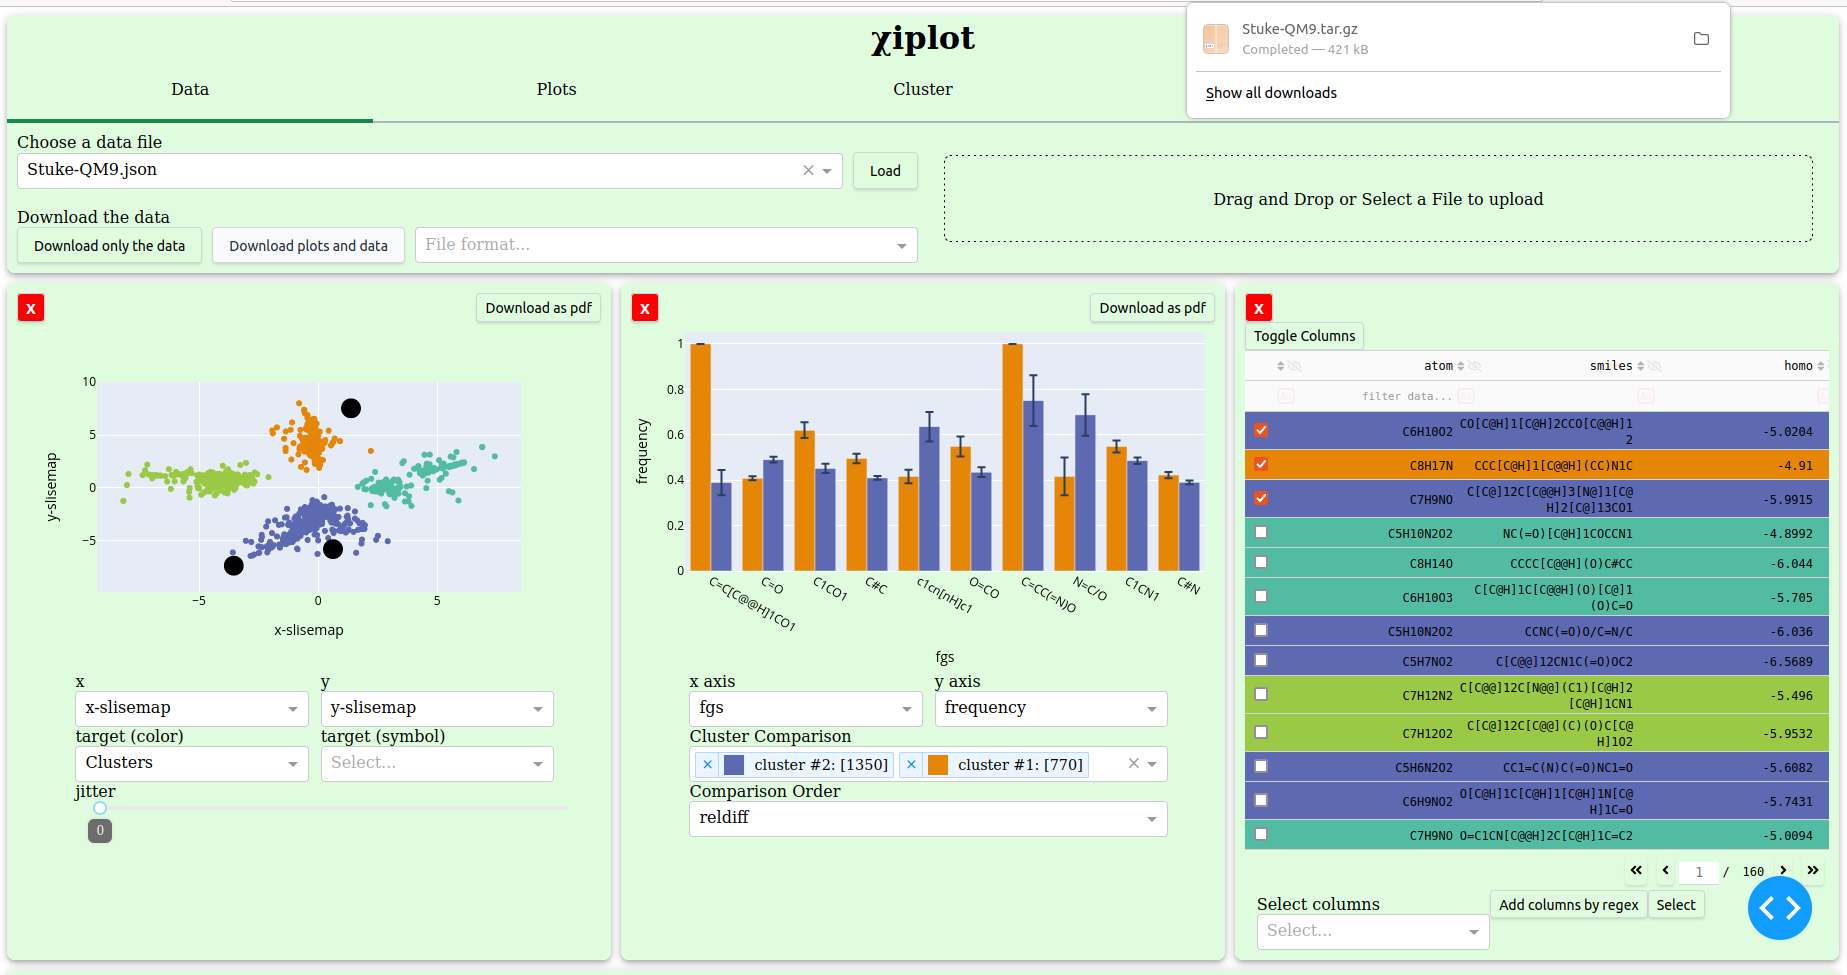 χiplot
Stuke-QM9.tar.gz
Completed — 421 kB
Show all downloads
Data
Plots
Cluster
Choose a data file
Stuke-QM9.json
Load
Drag and Drop or Select a File to upload
Download the data
Download only the data
Download plots and data
File format...
x
Download as pdf
10
5
0
−5
−5
0
5
y-slisemap
x-slisemap
x
y
x-slisemap
y-slisemap
target (color)
target (symbol)
Clusters
Select...
jitter
0
x
Download as pdf
1
0.8
0.6
0.4
0.2
0
frequency
C=C[C@@H]1CO1
C=O
C1CO1
C#C
c1cn[nH]c1
O=CO
C=CC(=N)O
N=C/O
C1CN1
C#N
fgs
x axis
y axis
fgs
frequency
Cluster Comparison
× cluster #2: [1350]
× cluster #1: [770]
Comparison Order
reldiff
x
Toggle Columns
atom smiles homo
filter data...
C6H10O2 CO[C@H]1[C@H]2CCO[C@@H]1
2 -5.0204
C8H17N CCC[C@H]1[C@@H](CC)N1C -4.91
C7H9NO C[C@]12C[C@@H]3[N@]1[C@
H]2[C@]13CO1 -5.9915
C5H10N2O2 NC(=O)[C@H]1COCCN1 -4.8992
C8H14O CCCC[C@@H](O)C#CC -6.044
C6H10O3 C[C@H]1C[C@@H](O)[C@]1
(O)C=O -5.705
C5H10N2O2 CCNC(=O)O/C=N/C -6.036
C5H7NO2 C[C@@]12CN1C(=O)OC2 -6.5689
C7H12N2 C[C@@]12C[N@@](C1)[C@H]2
[C@H]1CN1 -5.496
C7H12O2 C[C@]12C[C@@](C)(O)C[C@
H]1O2 -5.9532
C5H6N2O2 CC1=C(N)C(=O)NC1=O -5.6082
C6H9NO2 O[C@H]1C[C@H]1[C@H]1N[C@
H]1C=O -5.7431
C7H9NO O=C1CN[C@@H]2C[C@H]1C=C2 -5.0094
1 / 160
Select columns
Add columns by regex
Select
Select...